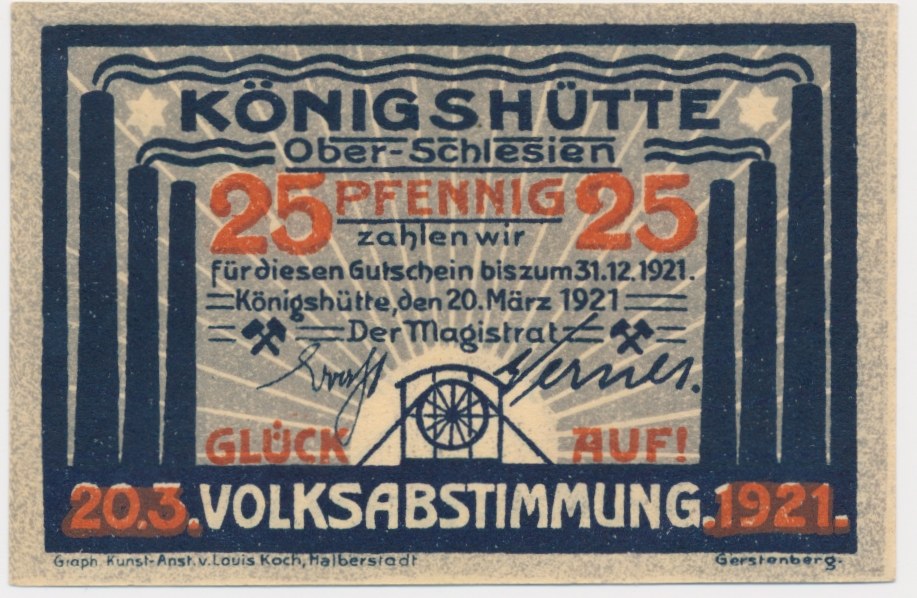 KÖNIGSHÜTTE
Ober-Schlesien
25 PFENNIG 25
zahlen wir
für diesen Gutschein bis zum 31.12.1921.
Königshütte, den 20. März 1921
Der Magistrat
Werner.
GLÜCK AUF!
20.3. VOLKSABSTIMMUNG. 1921.
Graph. Kunst-Anst. v. Louis Koch, Halberstadt
Gerstenberg.